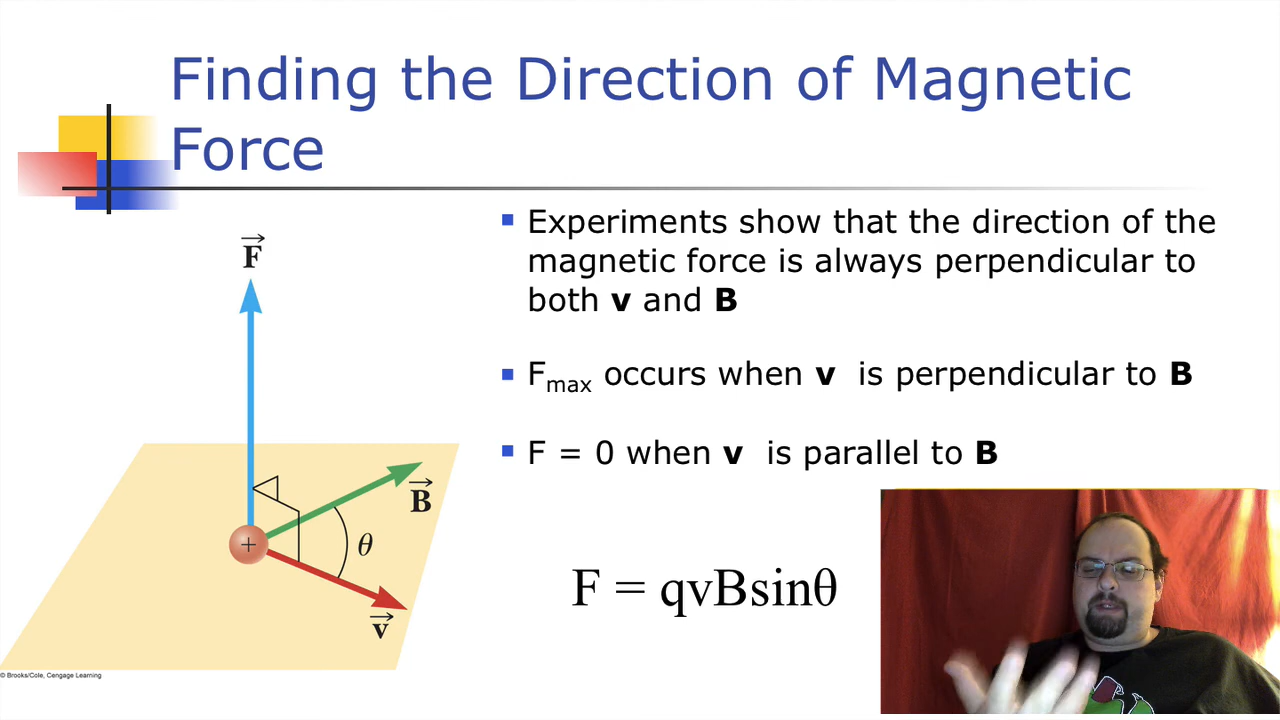 Finding the Direction of Magnetic
Force
Experiments show that the direction of the
magnetic force is always perpendicular to
both v and B
Fmax occurs when v is perpendicular to B
F = 0 when v is parallel to B
F = qvBsinθ
F
B
θ
+
v
© Brooks/Cole, Cengage Learning